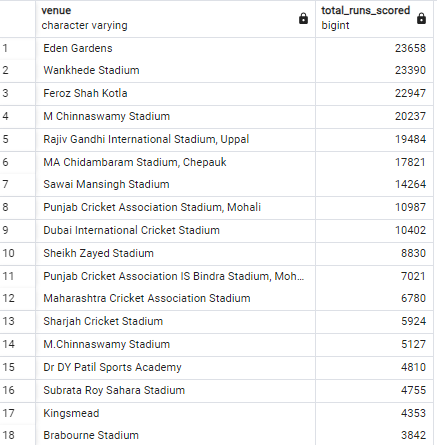 venue total_runs_scored
character varying bigint
1 Eden Gardens 23658
2 Wankhede Stadium 23390
3 Feroz Shah Kotla 22947
4 M Chinnaswamy Stadium 20237
5 Rajiv Gandhi International Stadium, Uppal 19484
6 MA Chidambaram Stadium, Chepauk 17821
7 Sawai Mansingh Stadium 14264
8 Punjab Cricket Association Stadium, Mohali 10987
9 Dubai International Cricket Stadium 10402
10 Sheikh Zayed Stadium 8830
11 Punjab Cricket Association IS Bindra Stadium, Moh... 7021
12 Maharashtra Cricket Association Stadium 6780
13 Sharjah Cricket Stadium 5924
14 M.Chinnaswamy Stadium 5127
15 Dr DY Patil Sports Academy 4810
16 Subrata Roy Sahara Stadium 4755
17 Kingsmead 4353
18 Brabourne Stadium 3842